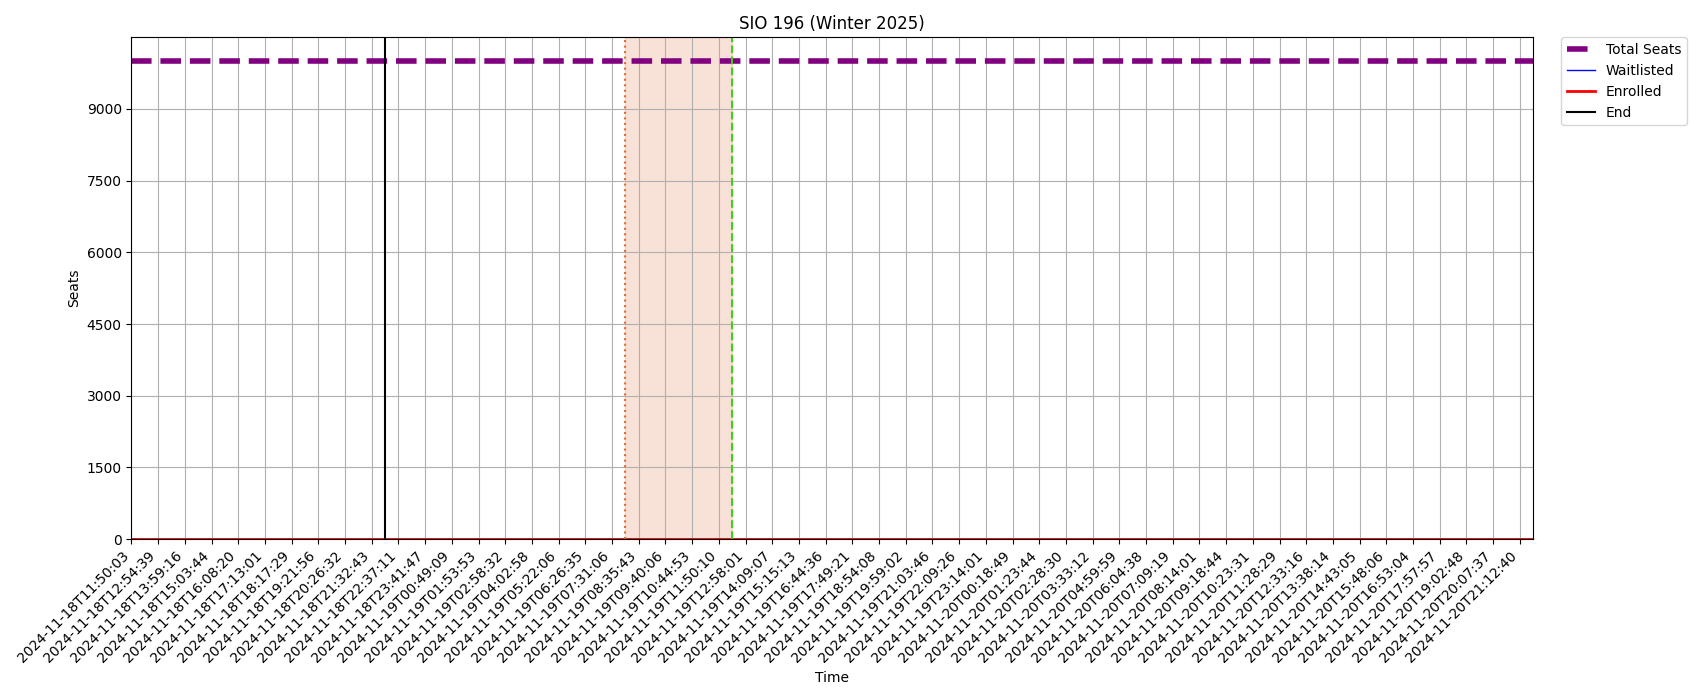 SIO 196 (Winter 2025)
Total Seats
Waitlisted
Enrolled
End
Seats
9000
7500
6000
4500
3000
1500
0
2024-11-18T11:50:03
2024-11-18T12:54:39
2024-11-18T13:59:16
2024-11-18T15:03:44
2024-11-18T16:08:20
2024-11-18T17:13:01
2024-11-18T18:17:29
2024-11-18T19:21:56
2024-11-18T20:26:32
2024-11-18T21:32:43
2024-11-18T22:37:11
2024-11-18T23:41:47
2024-11-19T00:49:09
2024-11-19T01:53:53
2024-11-19T02:58:32
2024-11-19T04:02:58
2024-11-19T05:22:06
2024-11-19T06:26:35
2024-11-19T07:31:06
2024-11-19T08:35:43
2024-11-19T09:40:06
2024-11-19T10:44:53
2024-11-19T11:50:10
2024-11-19T12:58:01
2024-11-19T14:09:07
2024-11-19T15:15:13
2024-11-19T16:44:36
2024-11-19T17:49:21
2024-11-19T18:54:08
2024-11-19T19:59:02
2024-11-19T21:03:46
2024-11-19T22:09:26
2024-11-19T23:14:01
2024-11-20T00:18:49
2024-11-20T01:23:44
2024-11-20T02:28:30
2024-11-20T03:33:12
2024-11-20T04:59:59
2024-11-20T06:04:38
2024-11-20T07:09:19
2024-11-20T08:14:01
2024-11-20T09:18:44
2024-11-20T10:23:31
2024-11-20T11:28:29
2024-11-20T12:33:16
2024-11-20T13:38:14
2024-11-20T14:43:05
2024-11-20T15:48:06
2024-11-20T16:53:04
2024-11-20T17:57:57
2024-11-20T19:02:48
2024-11-20T20:07:37
2024-11-20T21:12:40
Time